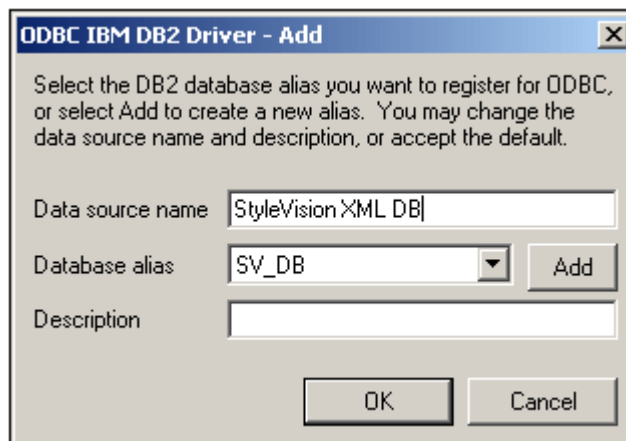 ODBC IBM DB2 Driver - Add
Select the DB2 database alias you want to register for ODBC,
or select Add to create a new alias. You may change the
data source name and description, or accept the default.
Data source name StyleVision XML DB
Database alias SV_DB Add
Description
OK Cancel